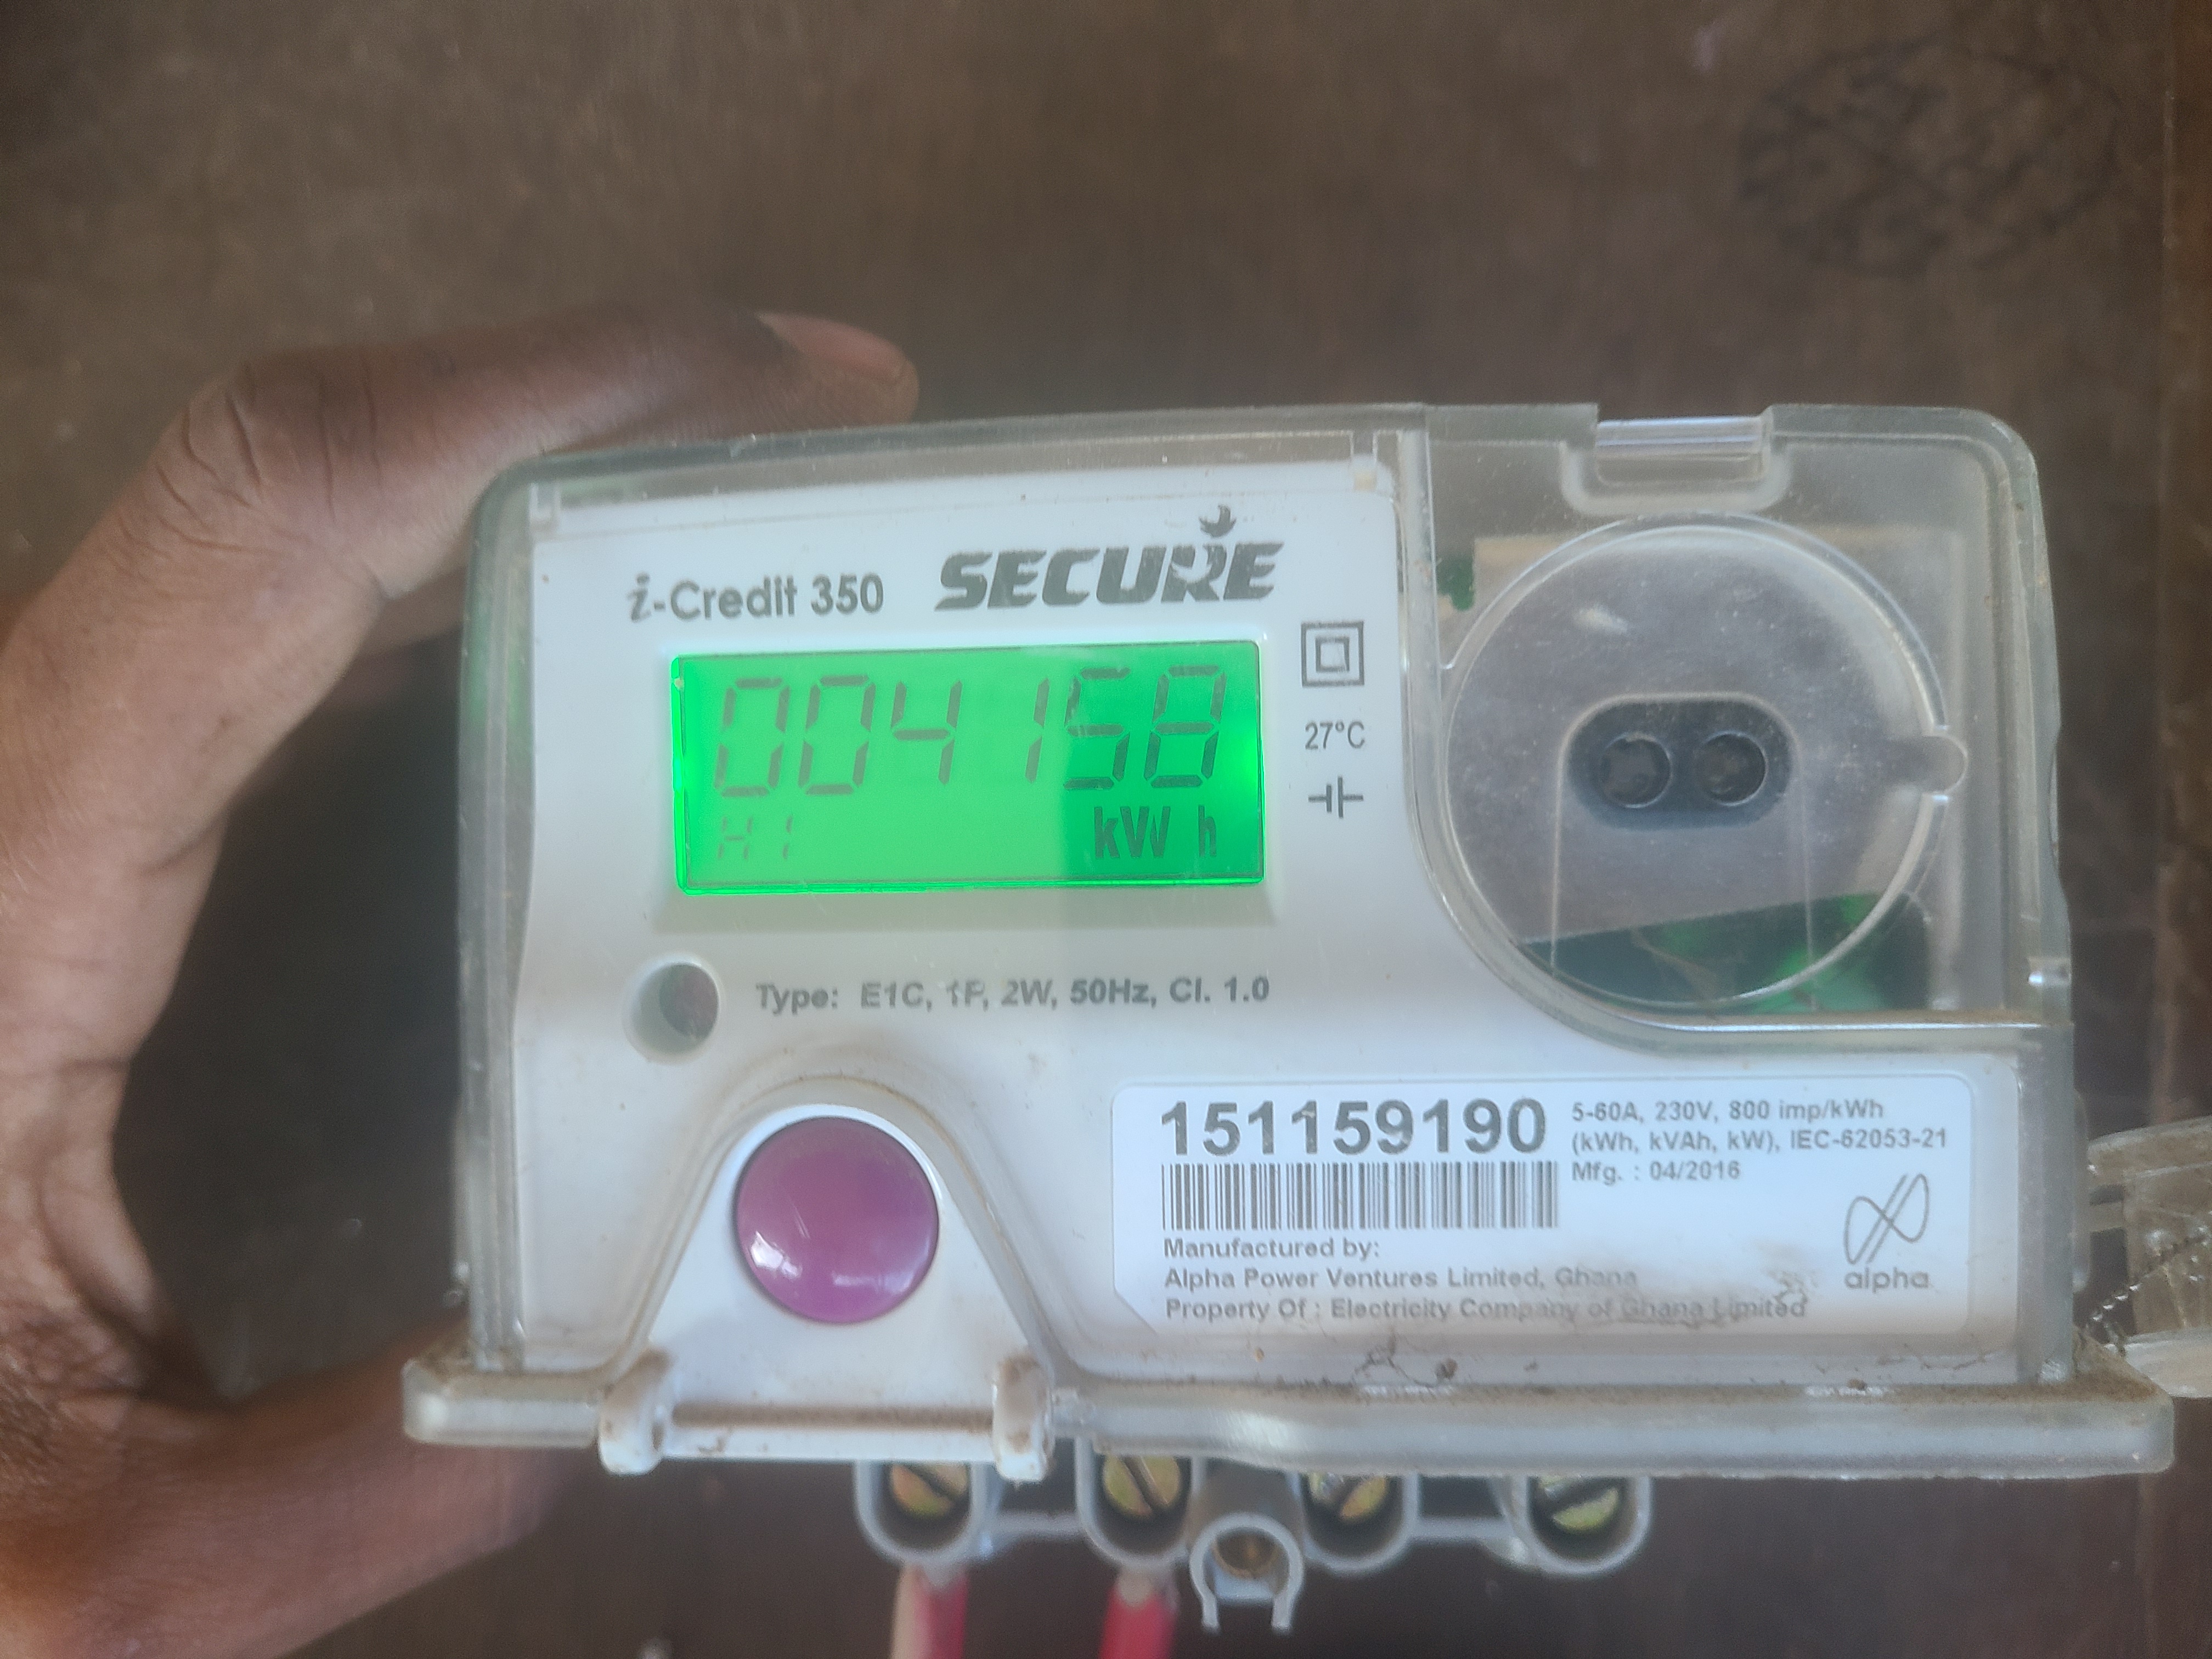 i-Credit 350 SECURE
004158
H1 kWh
27°C
Type: E1C, 1P, 2W, 50Hz, Cl. 1.0
151159190
5-60A, 230V, 800 imp/kWh
(kWh, kVAh, kW), IEC-62053-21
Mfg. : 04/2016
Manufactured by:
Alpha Power Ventures Limited, Ghana
Property Of : Electricity Company of Ghana Limited
alpha